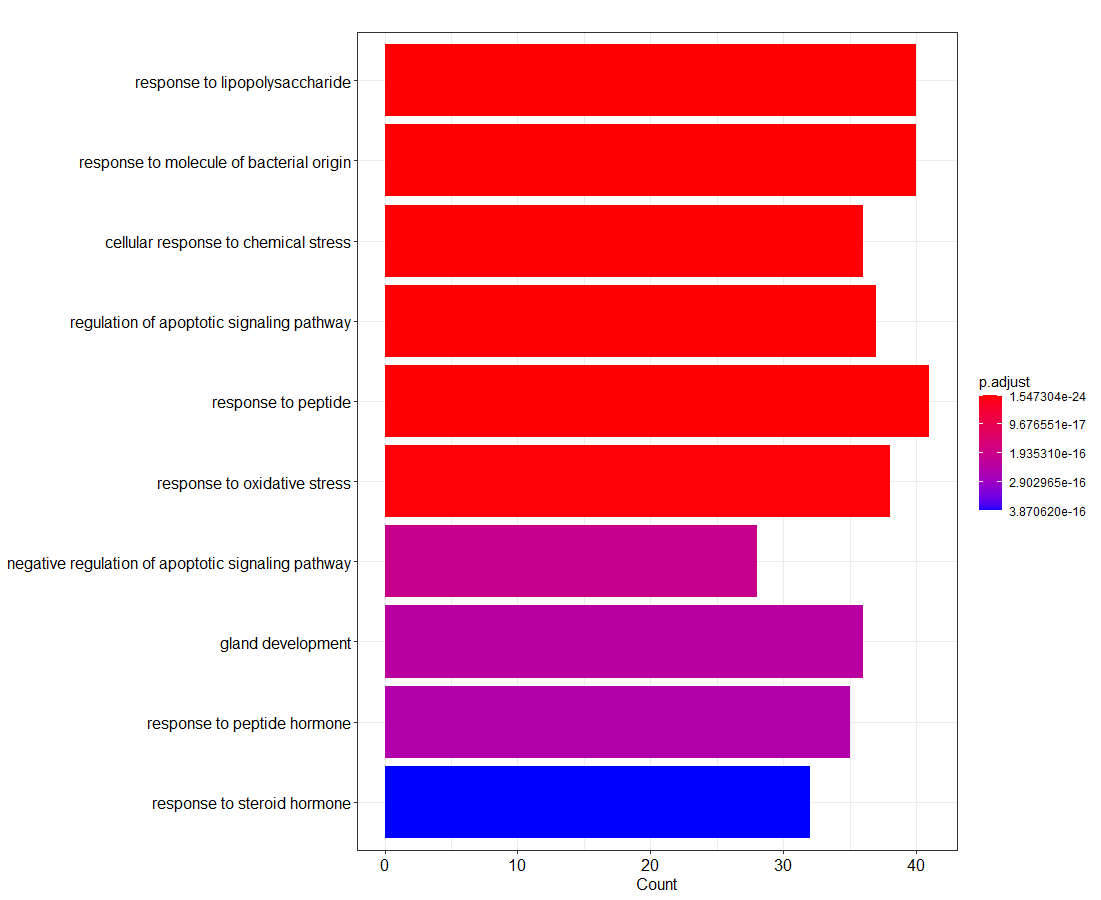 response to lipopolysaccharide
response to molecule of bacterial origin
cellular response to chemical stress
regulation of apoptotic signaling pathway
response to peptide
response to oxidative stress
negative regulation of apoptotic signaling pathway
gland development
response to peptide hormone
response to steroid hormone
0 10 20 30 40
Count
p.adjust
1.547304e-24
9.676551e-17
1.935310e-16
2.902965e-16
3.870620e-16